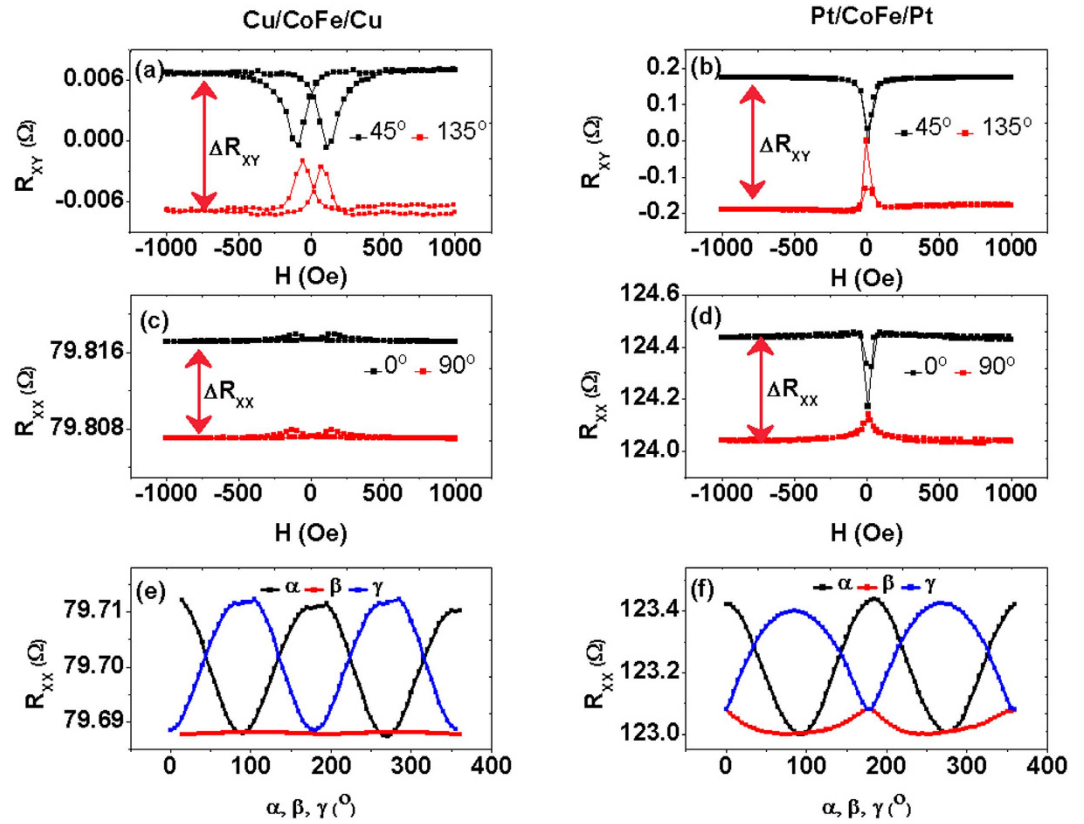 Cu/CoFe/Cu
Pt/CoFe/Pt
(a)
0.006
0.000
-0.006
R_XY (Ω)
ΔR_XY
45° 135°
-1000 -500 0 500 1000
H (Oe)
(b)
0.2
0.1
0.0
-0.1
-0.2
R_XY (Ω)
ΔR_XY
45° 135°
-1000 -500 0 500 1000
H (Oe)
(c)
79.816
79.808
R_XX (Ω)
ΔR_XX
0° 90°
-1000 -500 0 500 1000
H (Oe)
(d)
124.6
124.4
124.2
124.0
R_XX (Ω)
ΔR_XX
0° 90°
-1000 -500 0 500 1000
H (Oe)
(e)
α β γ
79.71
79.70
79.69
R_XX (Ω)
0 100 200 300 400
α, β, γ (°)
(f)
α β γ
123.4
123.2
123.0
R_XX (Ω)
0 100 200 300 400
α, β, γ (°)